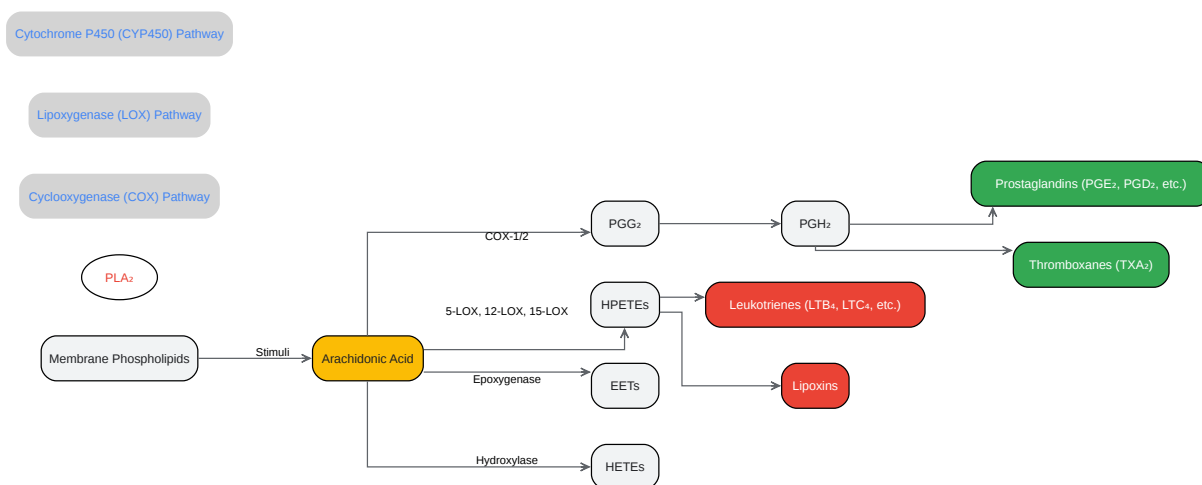 Cytochrome P450 (CYP450) Pathway
Lipoxygenase (LOX) Pathway
Cyclooxygenase (COX) Pathway
PLA₂
Membrane Phospholipids
Stimuli
Arachidonic Acid
COX-1/2
PGG₂
PGH₂
Prostaglandins (PGE₂, PGD₂, etc.)
Thromboxanes (TXA₂)
5-LOX, 12-LOX, 15-LOX
HPETEs
Leukotrienes (LTB₄, LTC₄, etc.)
Lipoxins
Epoxygenase
EETs
Hydroxylase
HETEs